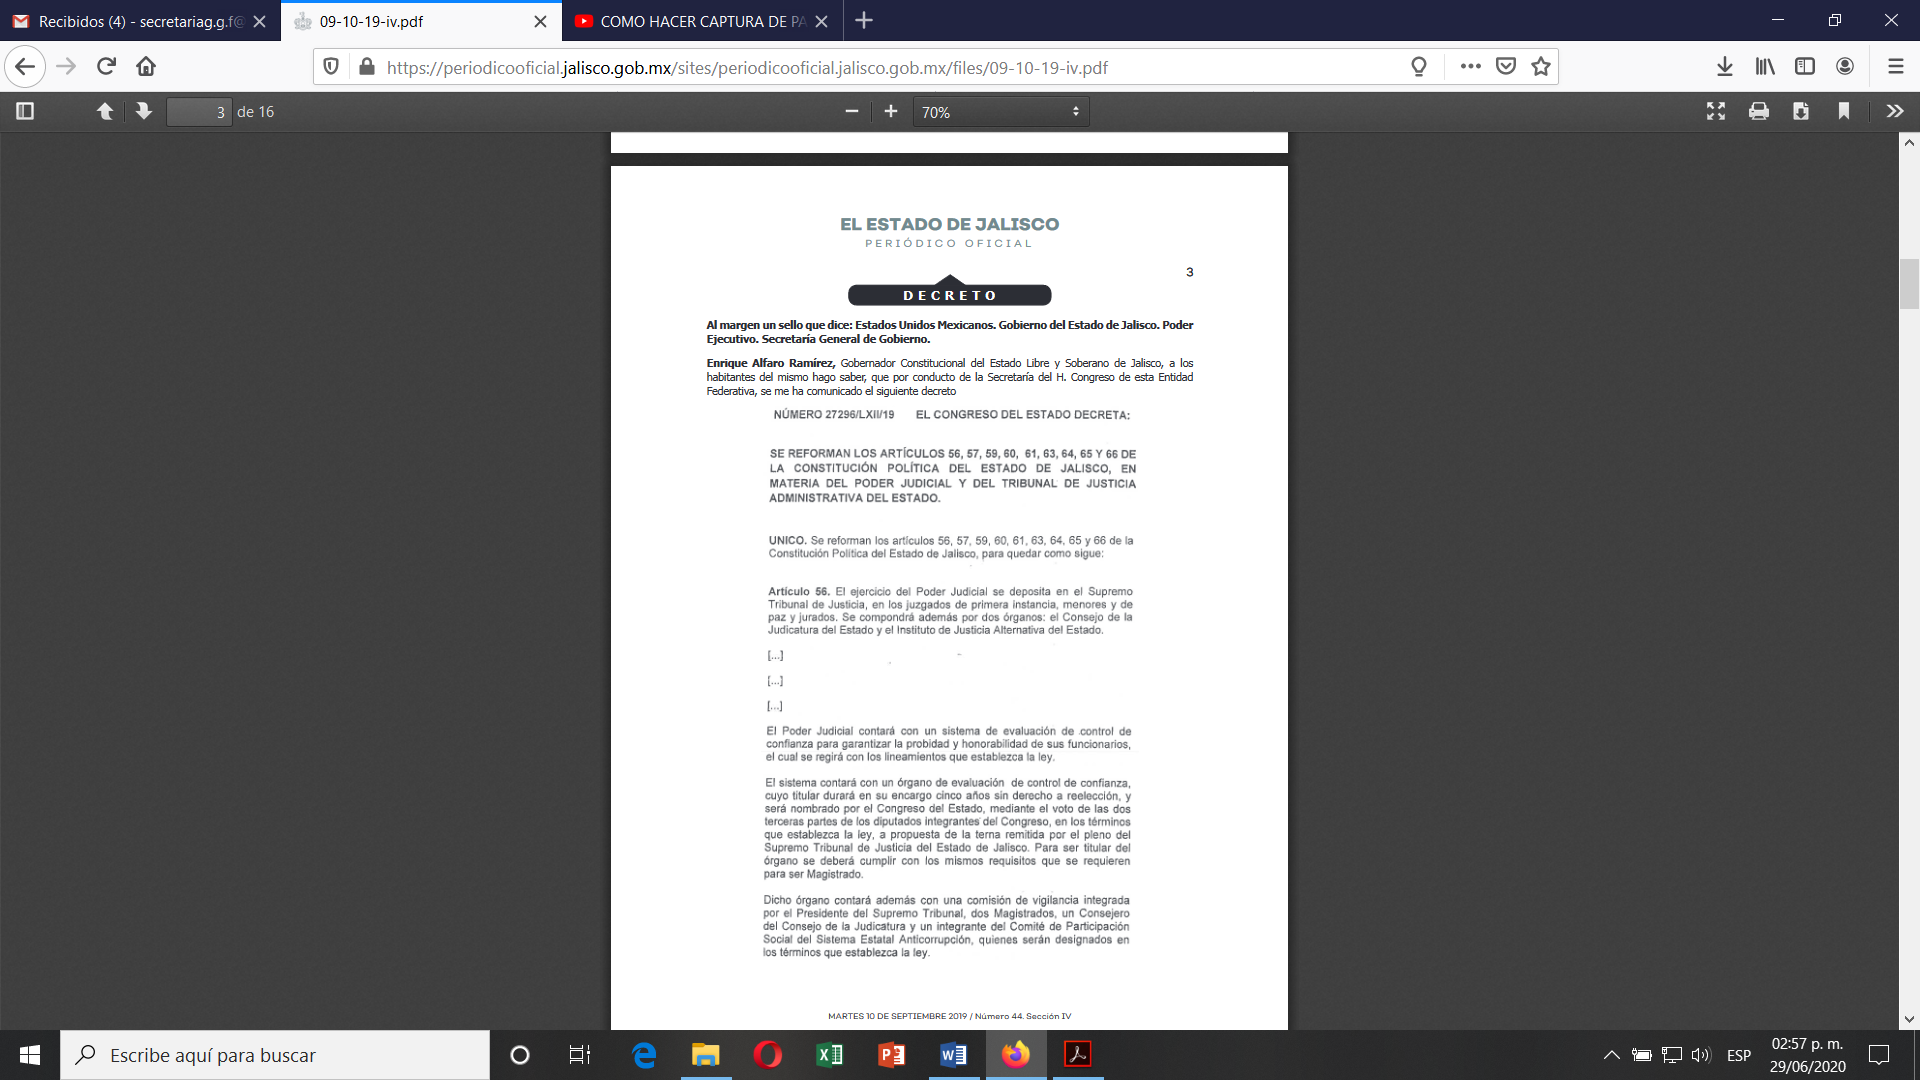 Recibidos (4) - secretariag.g.f@
09-10-19-iv.pdf
COMO HACER CAPTURA DE PA
https://periodicooficial.jalisco.gob.mx/sites/periodicooficial.jalisco.gob.mx/files/09-10-19-iv.pdf
3 de 16
70%
EL ESTADO DE JALISCO
PERIÓDICO OFICIAL
3
DECRETO
Al margen un sello que dice: Estados Unidos Mexicanos. Gobierno del Estado de Jalisco. Poder
Ejecutivo. Secretaría General de Gobierno.
Enrique Alfaro Ramírez, Gobernador Constitucional del Estado Libre y Soberano de Jalisco, a los
habitantes del mismo hago saber, que por conducto de la Secretaría del H. Congreso de esta Entidad
Federativa, se me ha comunicado el siguiente decreto
NÚMERO 27296/LXII/19 EL CONGRESO DEL ESTADO DECRETA:
SE REFORMAN LOS ARTÍCULOS 56, 57, 59, 60, 61, 63, 64, 65 Y 66 DE
LA CONSTITUCIÓN POLÍTICA DEL ESTADO DE JALISCO, EN
MATERIA DEL PODER JUDICIAL Y DEL TRIBUNAL DE JUSTICIA
ADMINISTRATIVA DEL ESTADO.
UNICO. Se reforman los artículos 56, 57, 59, 60, 61, 63, 64, 65 y 66 de la
Constitución Política del Estado de Jalisco, para quedar como sigue:
Artículo 56. El ejercicio del Poder Judicial se deposita en el Supremo
Tribunal de Justicia, en los juzgados de primera instancia, menores y de
paz y jurados. Se compondrá además por dos órganos: el Consejo de la
Judicatura del Estado y el Instituto de Justicia Alternativa del Estado.
[...]
[...]
[...]
El Poder Judicial contará con un sistema de evaluación de control de
confianza para garantizar la probidad y honorabilidad de sus funcionarios,
el cual se regirá con los lineamientos que establezca la ley.
El sistema contará con un órgano de evaluación de control de confianza,
cuyo titular durará en su encargo cinco años sin derecho a reelección, y
será nombrado por el Congreso del Estado, mediante el voto de las dos
terceras partes de los diputados integrantes del Congreso, en los términos
que establezca la ley, a propuesta de la terna remitida por el pleno del
Supremo Tribunal de Justicia del Estado de Jalisco. Para ser titular del
órgano se deberá cumplir con los mismos requisitos que se requieren
para ser Magistrado.
Dicho órgano contará además con una comisión de vigilancia integrada
por el Presidente del Supremo Tribunal, dos Magistrados, un Consejero
del Consejo de la Judicatura y un integrante del Comité de Participación
Social del Sistema Estatal Anticorrupción, quienes serán designados en
los términos que establezca la ley.
MARTES 10 DE SEPTIEMBRE 2019 / Número 44. Sección IV
Escribe aquí para buscar
ESP
02:57 p. m.
29/06/2020